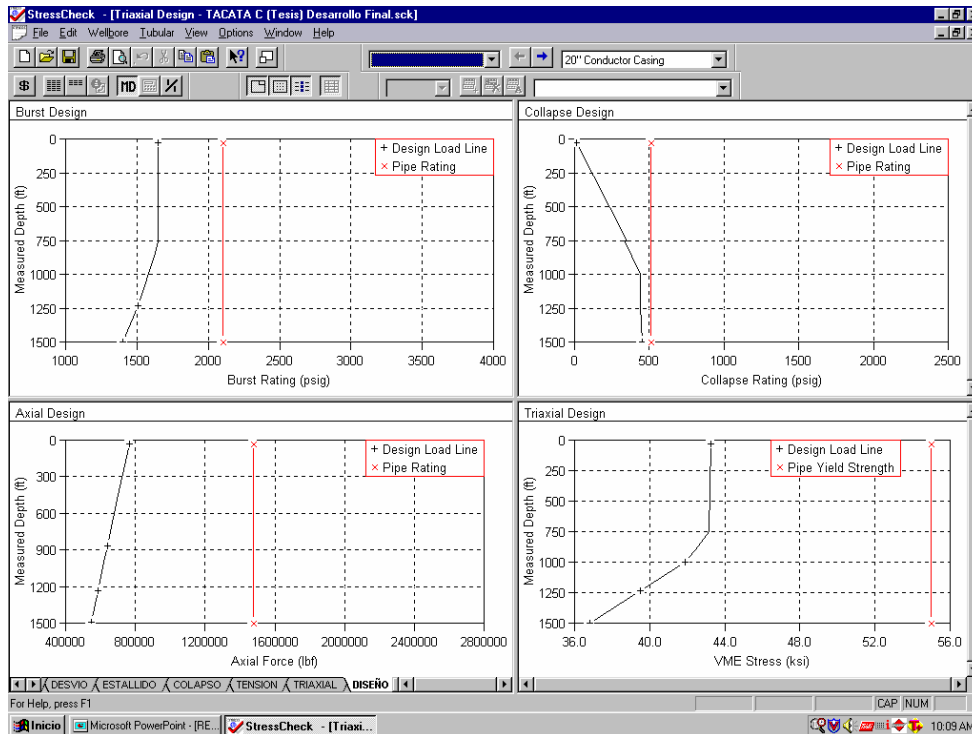 StressCheck - [Triaxial Design - TACATA C (Tesis) Desarrollo Final.sck]
File Edit Wellbore Tubular View Options Window Help
20" Conductor Casing
$ MD
Burst Design
0
250
500
750
1000
1250
1500
1000 1500 2000 2500 3000 3500 4000
Measured Depth (ft)
Burst Rating (psig)
+ Design Load Line
× Pipe Rating
Collapse Design
0
250
500
750
1000
1250
1500
0 500 1000 1500 2000 2500
Measured Depth (ft)
Collapse Rating (psig)
+ Design Load Line
× Pipe Rating
Axial Design
0
300
600
900
1200
1500
400000 800000 1200000 1600000 2000000 2400000 2800000
Measured Depth (ft)
Axial Force (lbf)
+ Design Load Line
× Pipe Rating
Triaxial Design
0
250
500
750
1000
1250
1500
36.0 40.0 44.0 48.0 52.0 56.0
Measured Depth (ft)
VME Stress (ksi)
+ Design Load Line
× Pipe Yield Strength
DESVIO ESTALLIDO COLAPSO TENSION TRIAXIAL DISEÑO
For Help, press F1
CAP NUM
Inicio Microsoft PowerPoint - [RE... StressCheck - [Triaxi... 10:09 AM